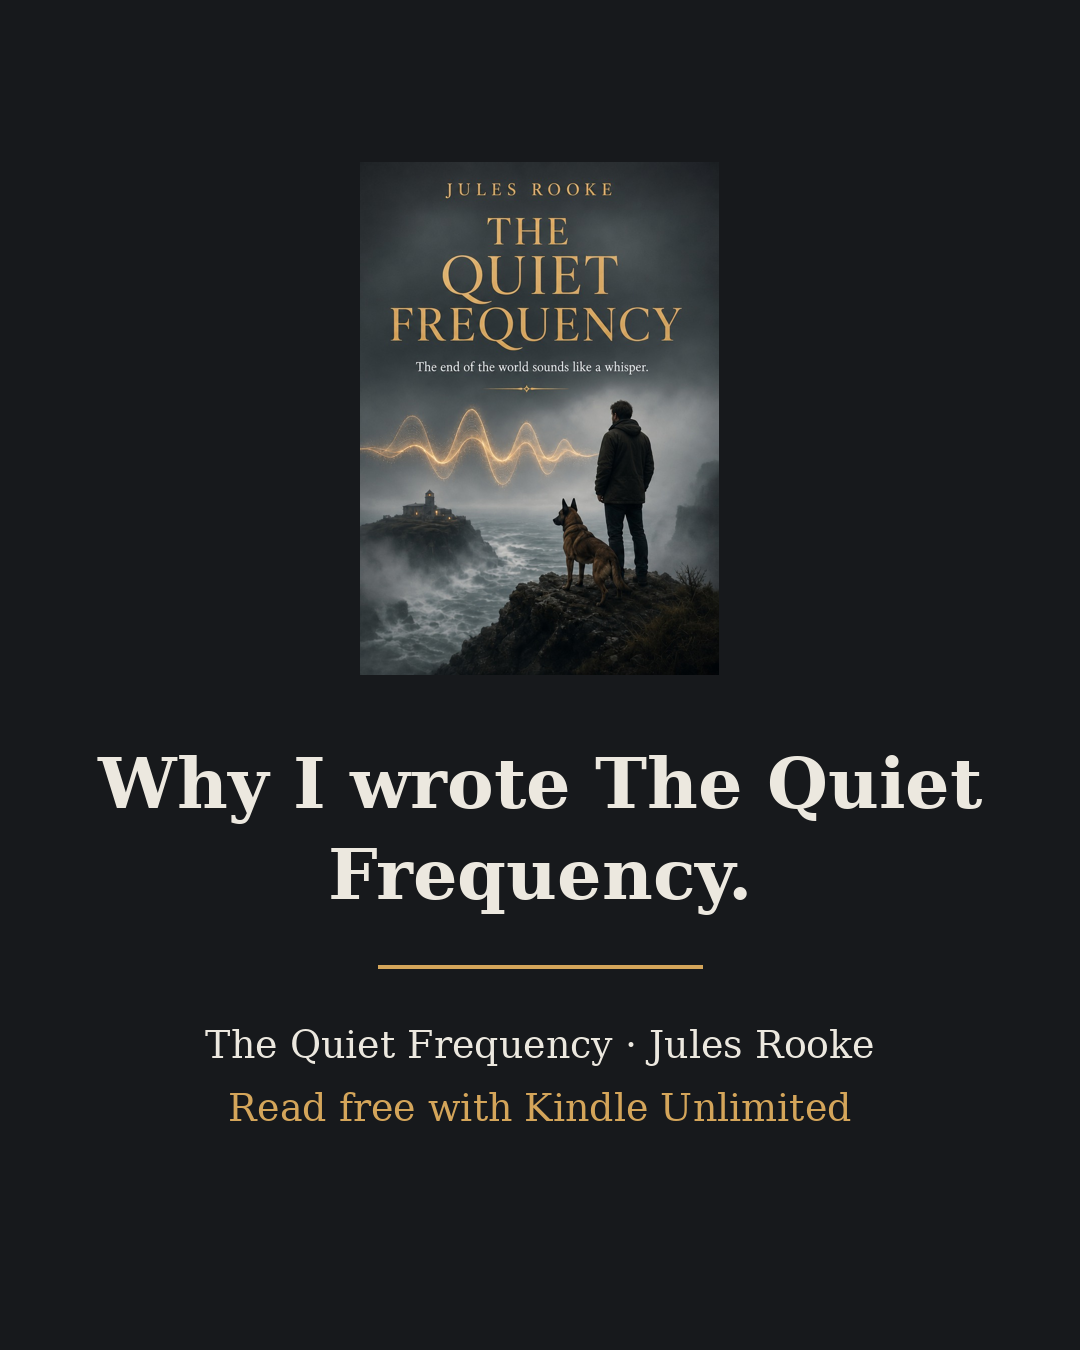 JULES ROOKE
THE
QUIET
FREQUENCY
The end of the world sounds like a whisper.
Why I wrote The Quiet
Frequency.
The Quiet Frequency · Jules Rooke
Read free with Kindle Unlimited